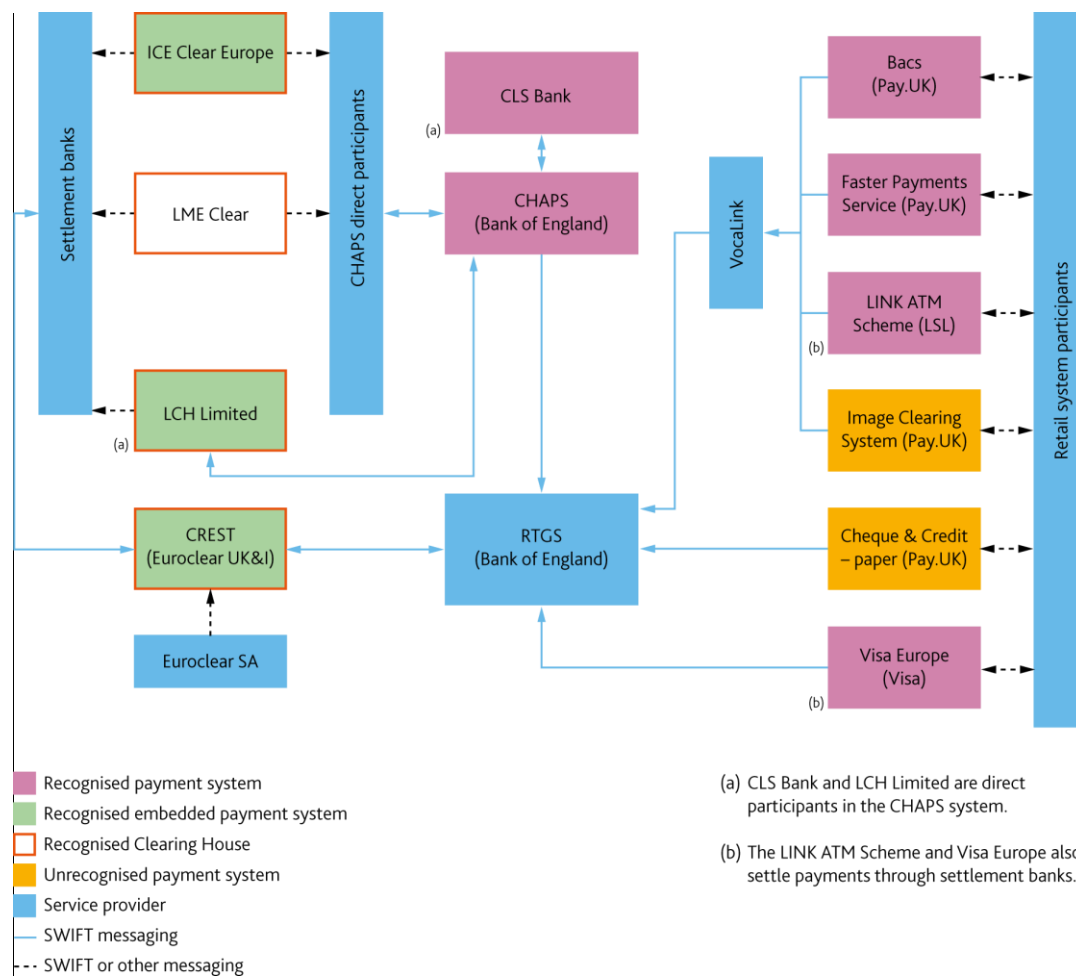 ICE Clear Europe
CLS Bank
(a)
Bacs
(Pay.UK)
Settlement banks
LME Clear
CHAPS direct participants
CHAPS
(Bank of England)
VocaLink
Faster Payments
Service (Pay.UK)
LINK ATM
Scheme (LSL)
(b)
Retail system participants
LCH Limited
(a)
Image Clearing
System (Pay.UK)
CREST
(Euroclear UK&I)
RTGS
(Bank of England)
Cheque & Credit
– paper (Pay.UK)
Euroclear SA
Visa Europe
(Visa)
(b)
Recognised payment system
Recognised embedded payment system
Recognised Clearing House
Unrecognised payment system
Service provider
SWIFT messaging
SWIFT or other messaging
(a) CLS Bank and LCH Limited are direct
participants in the CHAPS system.
(b) The LINK ATM Scheme and Visa Europe also
settle payments through settlement banks.